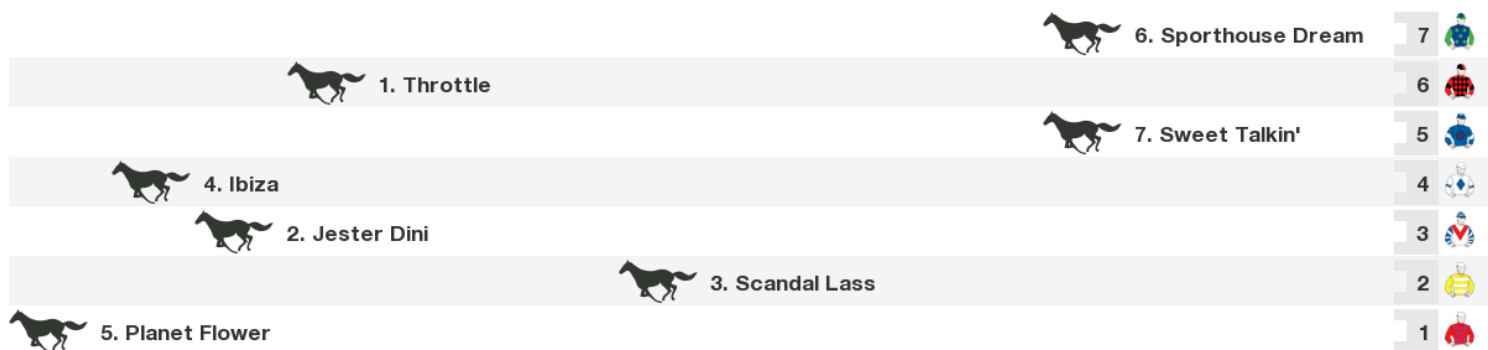 6. Sporthouse Dream 7
1. Throttle 6
7. Sweet Talkin' 5
4. Ibiza 4
2. Jester Dini 3
3. Scandal Lass 2
5. Planet Flower 1